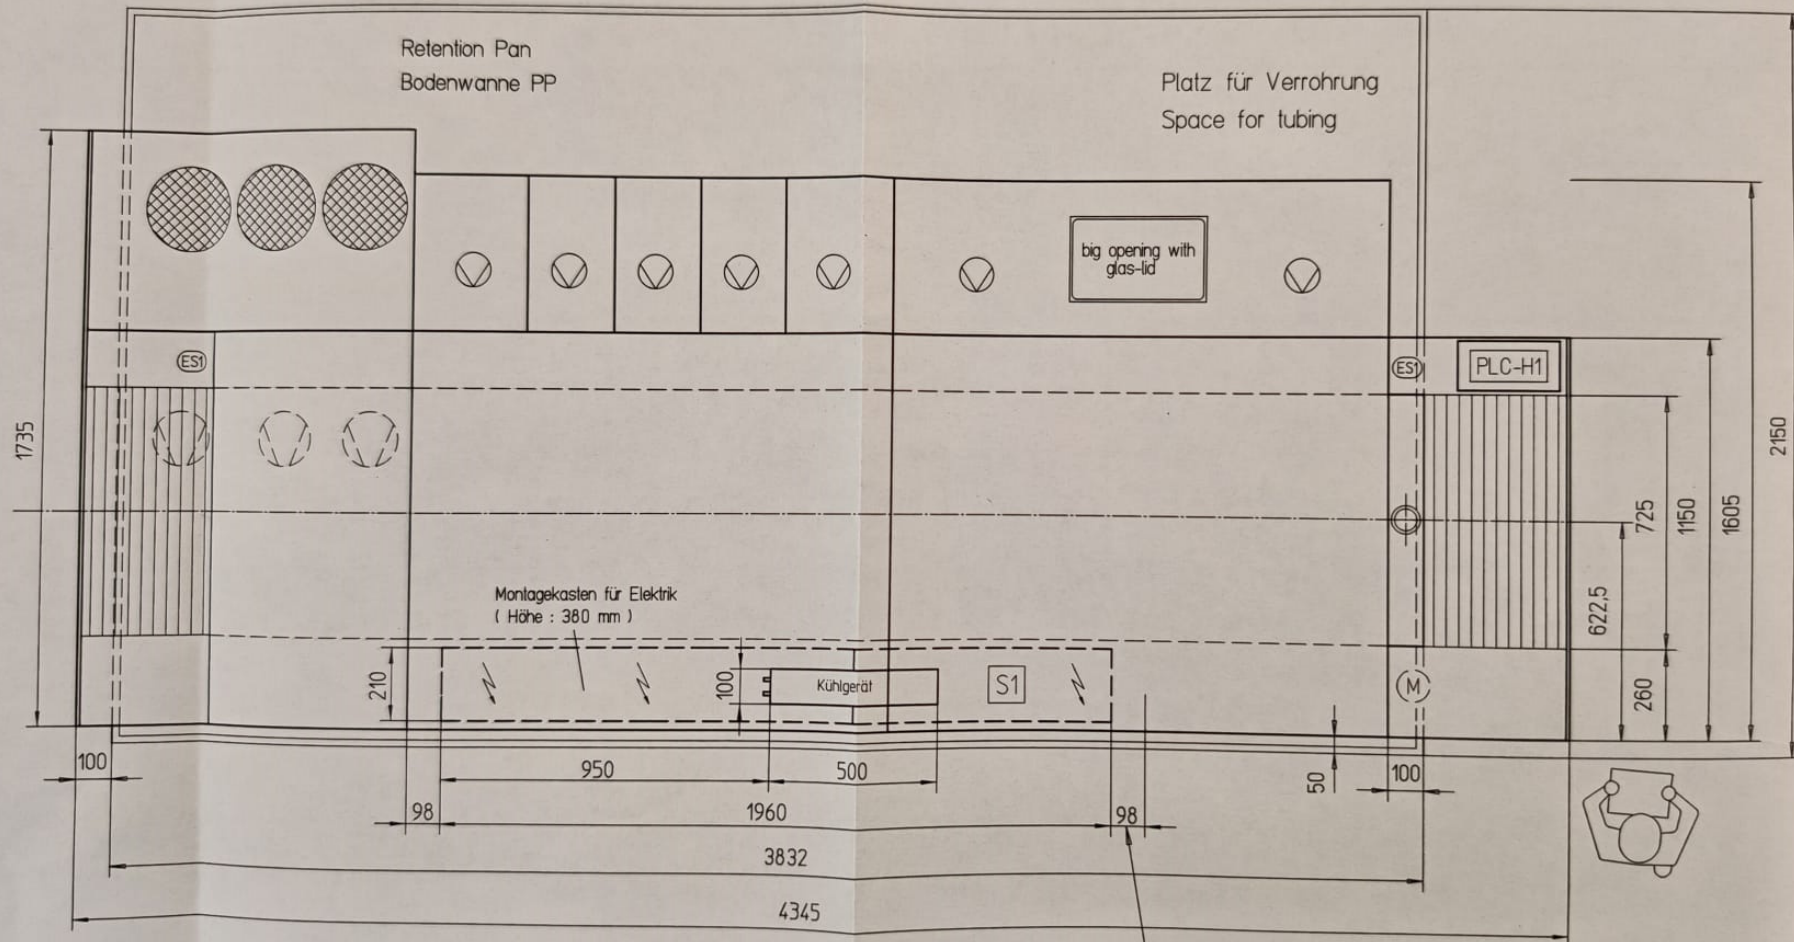 Retention Pan
Bodenwanne PP
Platz für Verrohrung
Space for tubing
big opening with
glas-lid
ES1
ES1
PLC-H1
1735
2150
725
1150
1605
622,5
Montagekasten für Elektrik
( Höhe : 380 mm )
210
100
Kühlgerät
S1
M
260
100
950
500
50
100
98
1960
98
3832
4345